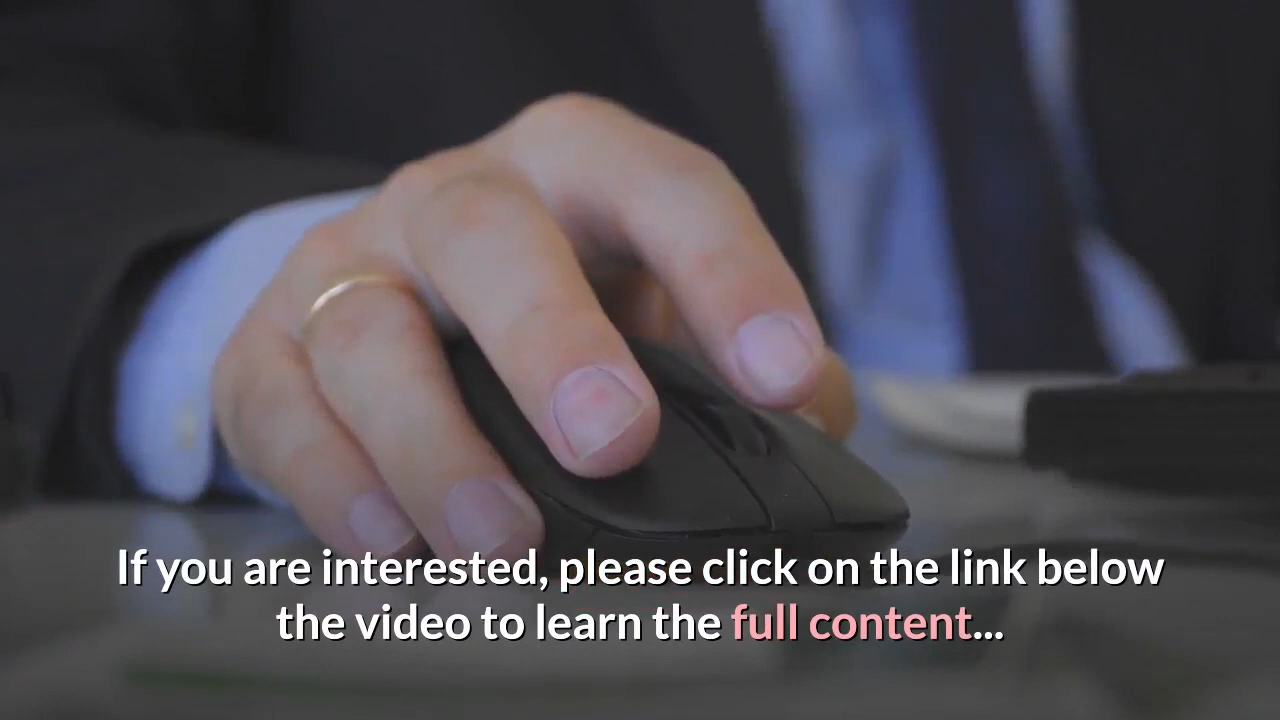 If you are interested, please click on the link below
the video to learn the full content...